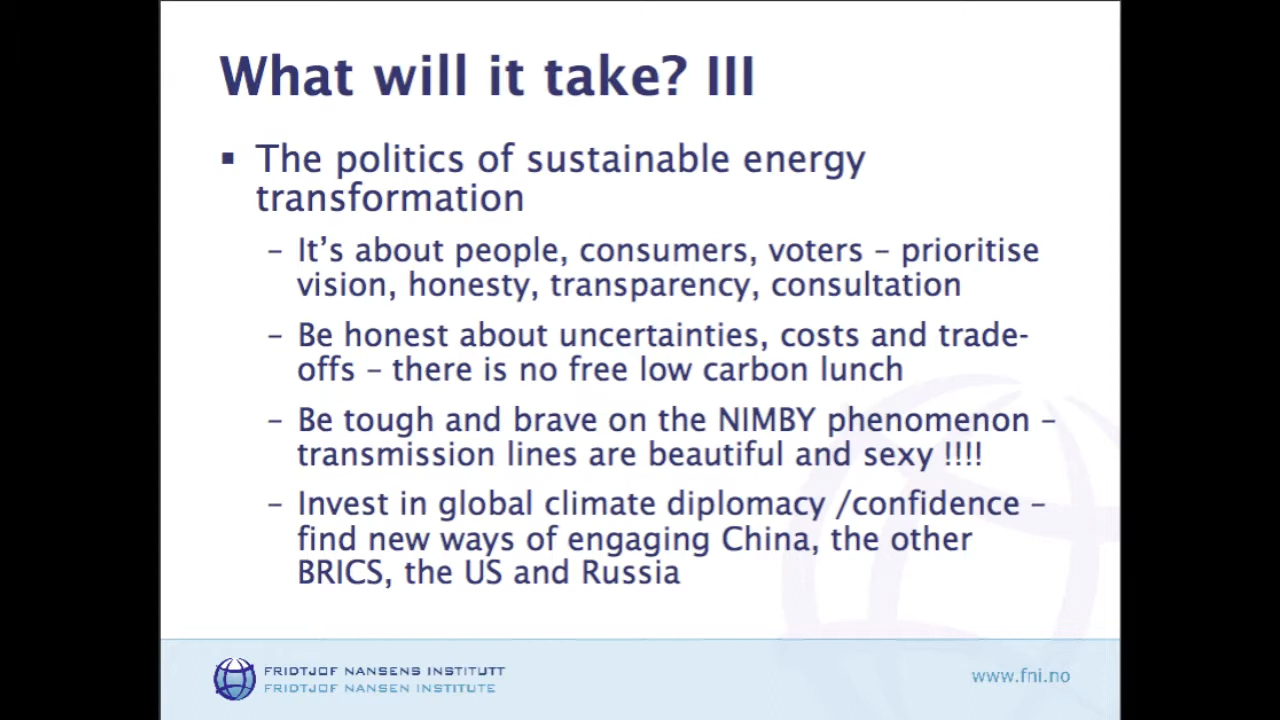 What will it take? III
▪ The politics of sustainable energy
transformation
– It’s about people, consumers, voters – prioritise
vision, honesty, transparency, consultation
– Be honest about uncertainties, costs and trade-
offs – there is no free low carbon lunch
– Be tough and brave on the NIMBY phenomenon –
transmission lines are beautiful and sexy !!!!
– Invest in global climate diplomacy /confidence –
find new ways of engaging China, the other
BRICS, the US and Russia
FRIDTJOF NANSENS INSTITUTT
FRIDTJOF NANSEN INSTITUTE
www.fni.no